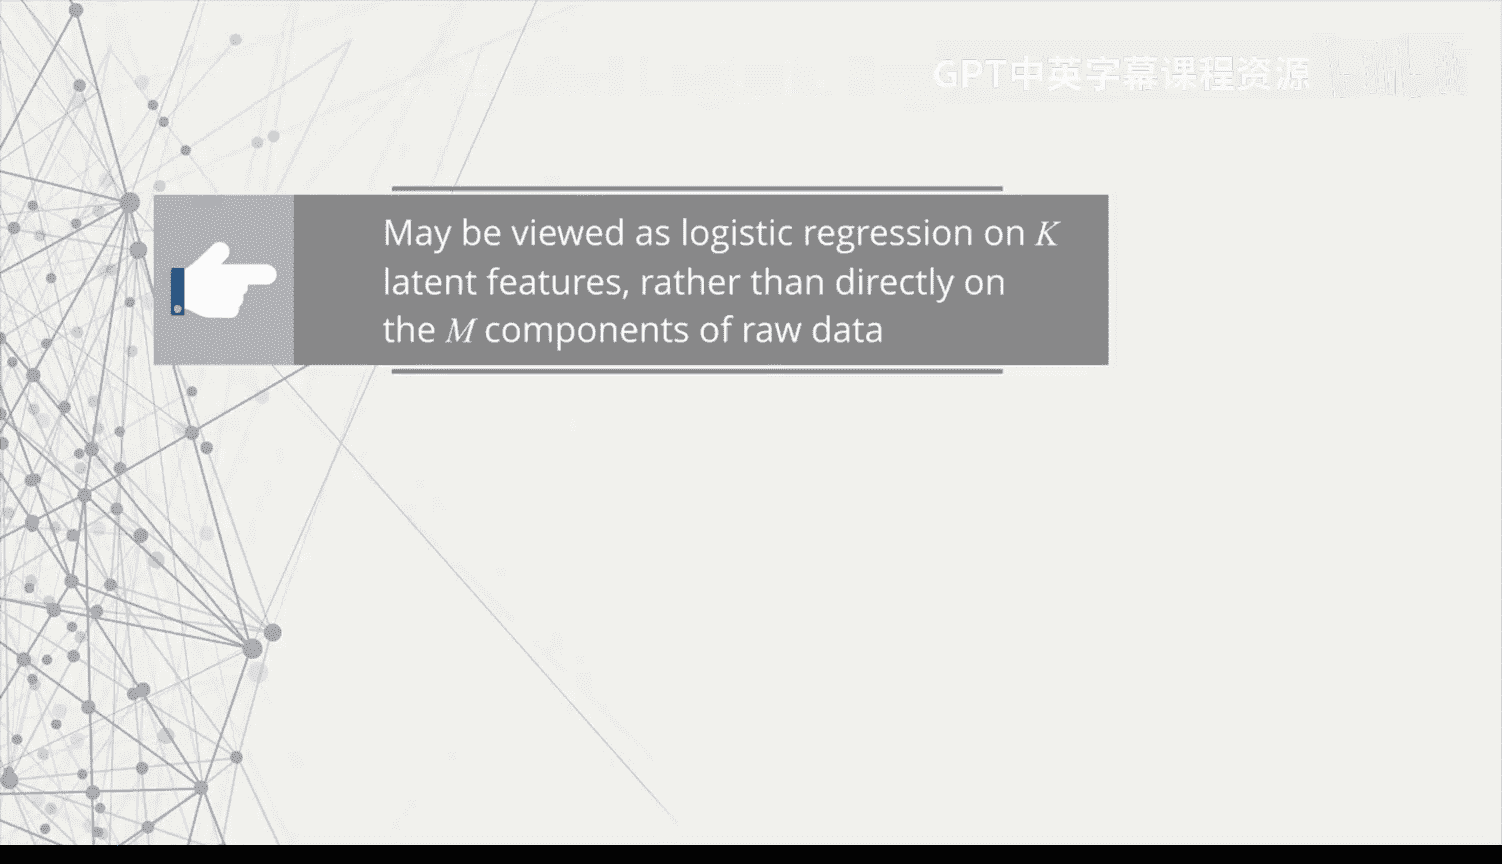 GPT中英字幕课程资源
May be viewed as logistic regression on K
latent features, rather than directly on
the M components of raw data